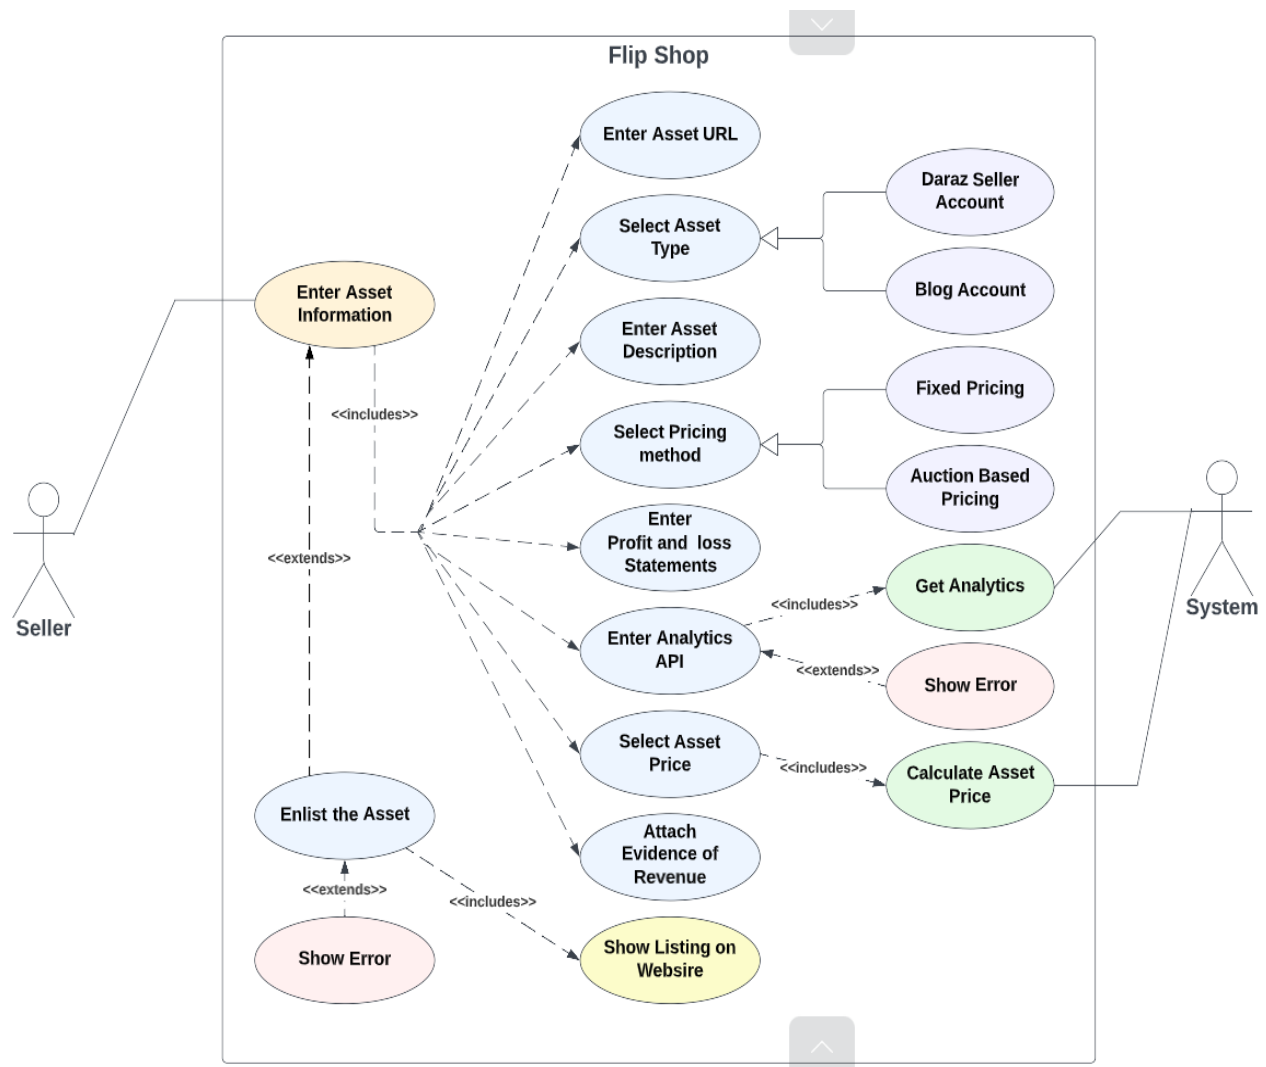 Flip Shop
Enter Asset URL
Daraz Seller
Account
Select Asset
Type
Blog Account
Enter Asset
Information
Enter Asset
Description
Fixed Pricing
<<includes>>
Select Pricing
method
Auction Based
Pricing
Enter
Profit and loss
Statements
<<extends>>
Get Analytics
<<includes>>
Seller
System
Enter Analytics
API
<<extends>>
Show Error
Select Asset
Price
<<includes>>
Calculate Asset
Price
Enlist the Asset
Attach
Evidence of
Revenue
<<extends>>
<<includes>>
Show Error
Show Listing on
Websire